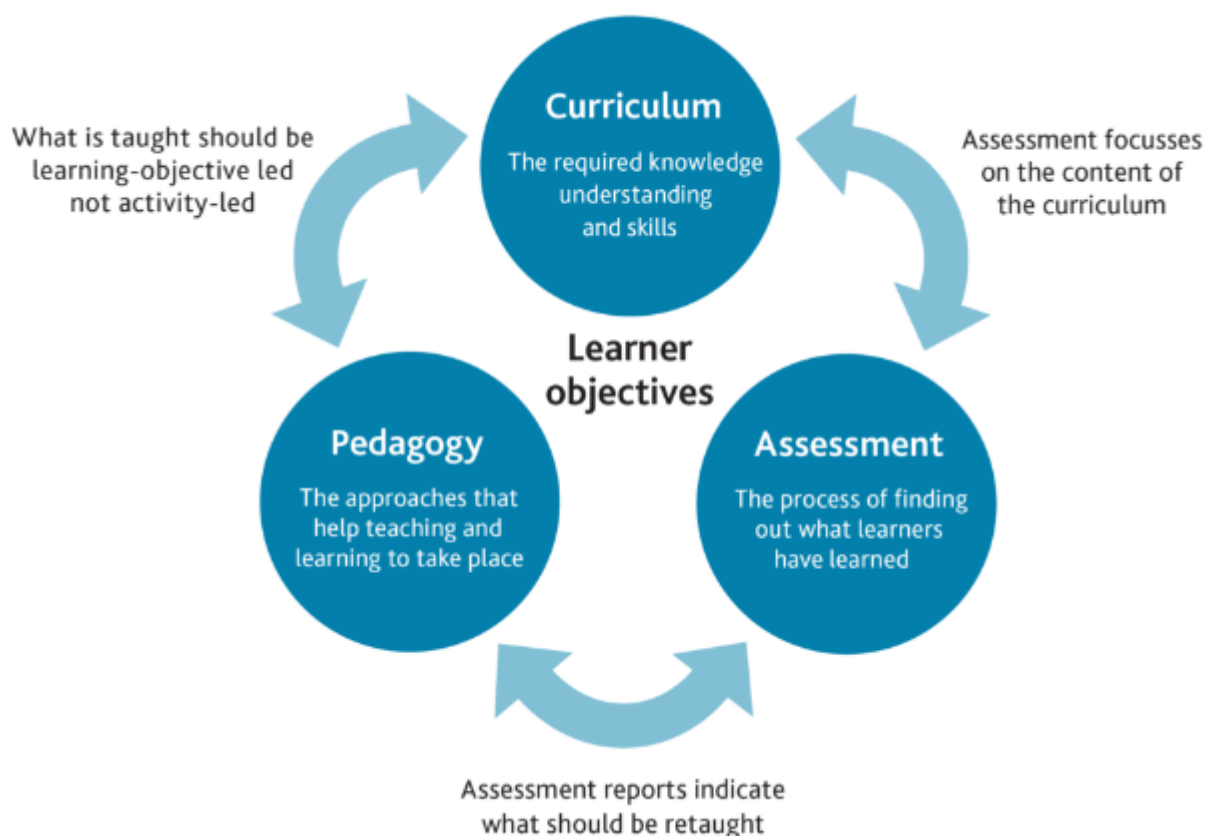 Curriculum
The required knowledge
understanding
and skills
What is taught should be
learning-objective led
not activity-led
Assessment focusses
on the content of
the curriculum
Learner
objectives
Pedagogy
The approaches that
help teaching and
learning to take place
Assessment
The process of finding
out what learners
have learned
Assessment reports indicate
what should be retaught